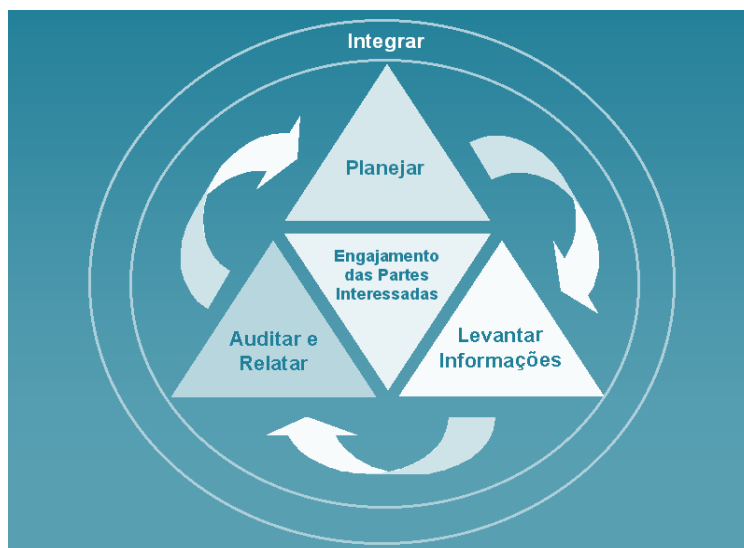 Integrar
Planejar
Engajamento
das Partes
Interessadas
Auditar e
Relatar
Levantar
Informações